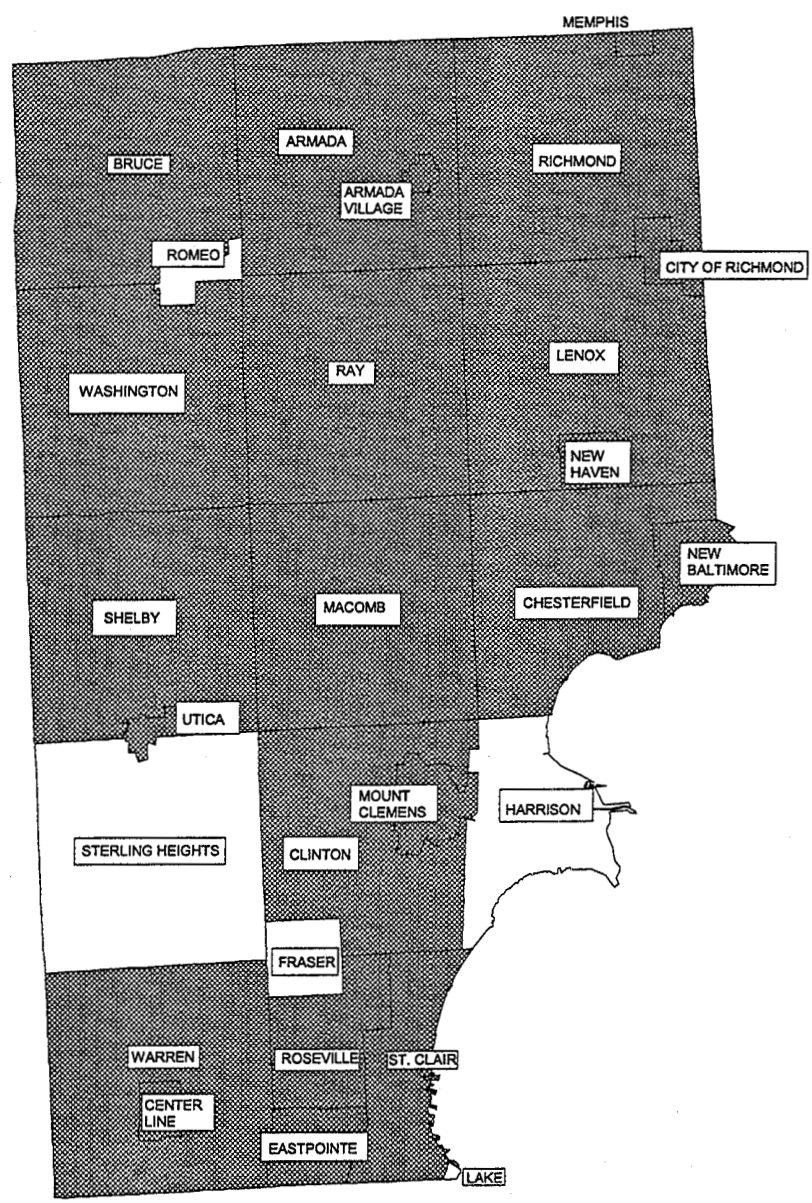 MEMPHIS
BRUCE
ARMADA
RICHMOND
ARMADA
VILLAGE
ROMEO
CITY OF RICHMOND
WASHINGTON
RAY
LENOX
NEW
HAVEN
NEW
BALTIMORE
SHELBY
MACOMB
CHESTERFIELD
UTICA
MOUNT
CLEMENS
HARRISON
STERLING HEIGHTS
CLINTON
FRASER
WARREN
ROSEVILLE
ST. CLAIR
CENTER
LINE
EASTPOINTE
LAKE